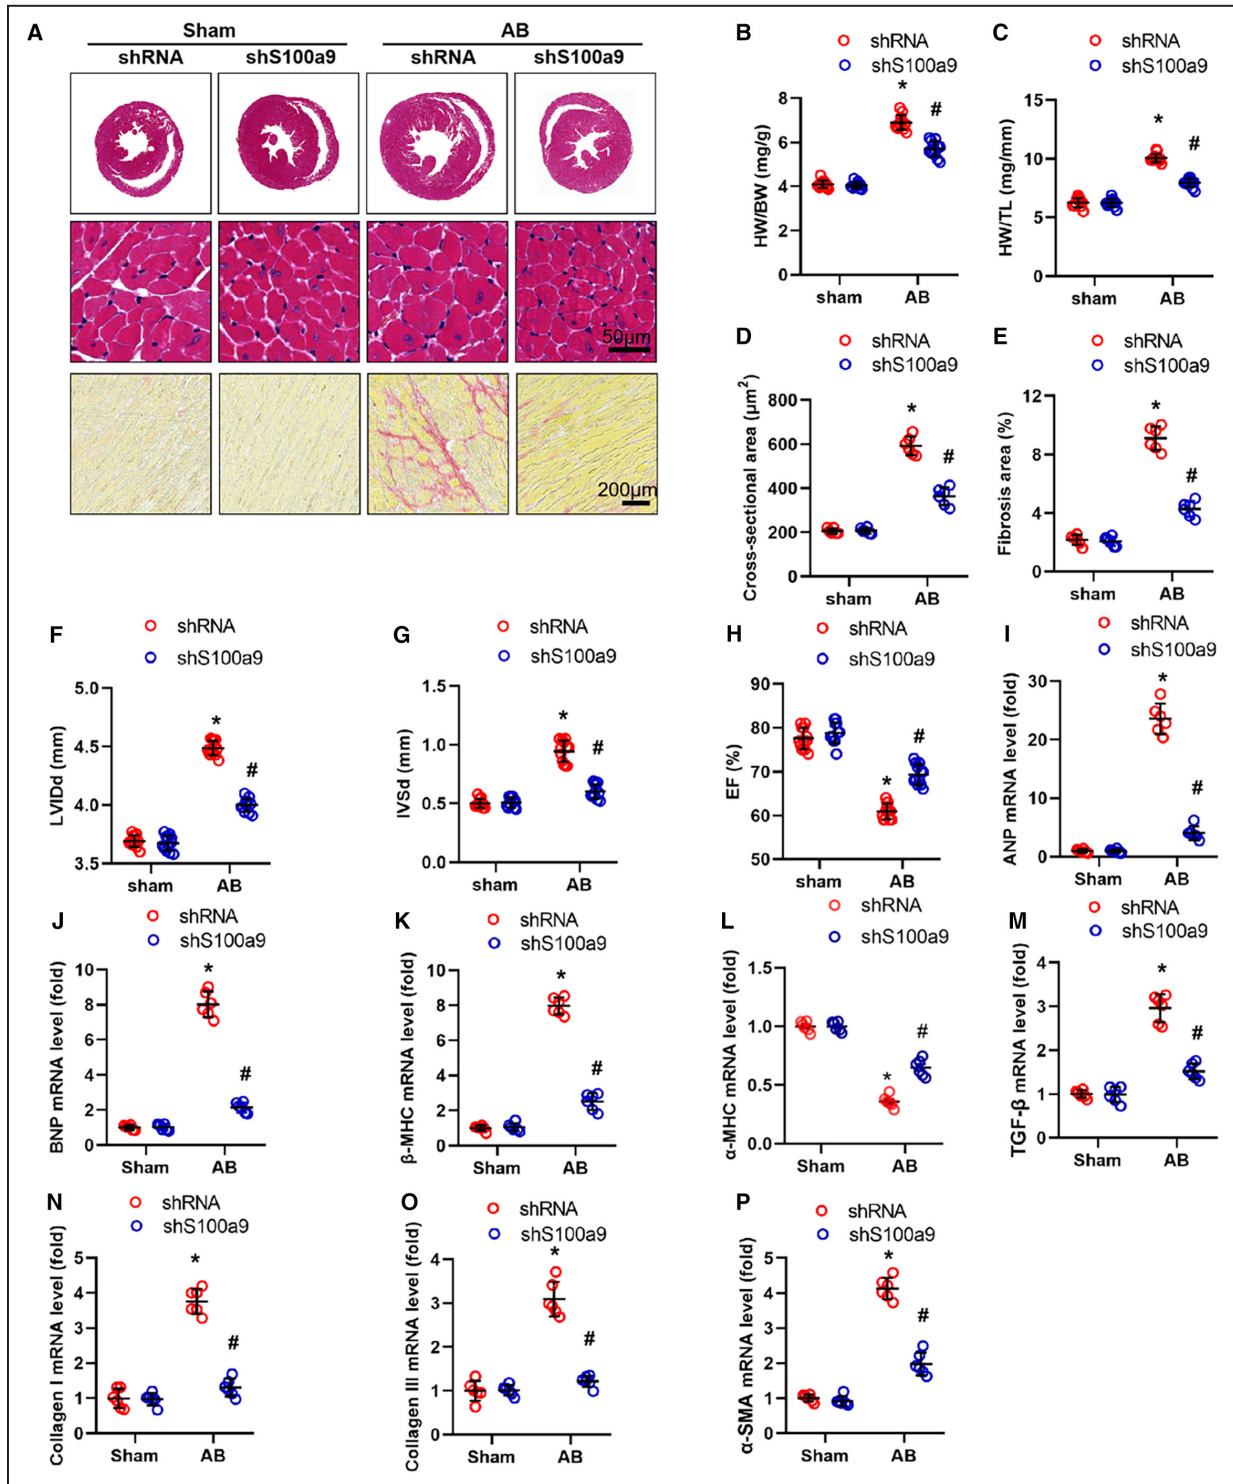 A
Sham
AB
shRNA
shS100a9
shRNA
shS100a9
50μm
200μm
B
shRNA
shS100a9
HW/BW (mg/g)
8
6
4
2
0
*
#
sham
AB
C
shRNA
shS100a9
HW/TL (mg/mm)
15
10
5
0
*
#
sham
AB
D
shRNA
shS100a9
Cross-sectional area (μm²)
800
600
400
200
0
*
#
sham
AB
E
shRNA
shS100a9
Fibrosis area (%)
12
8
4
0
*
#
sham
AB
F
shRNA
shS100a9
LVIDd (mm)
5.0
4.5
4.0
3.5
*
#
sham
AB
G
shRNA
shS100a9
IVSd (mm)
1.5
1.0
0.5
0.0
*
#
sham
AB
H
shRNA
shS100a9
EF (%)
90
80
70
60
50
*
#
sham
AB
I
shRNA
shS100a9
ANP mRNA level (fold)
30
20
10
0
*
#
Sham
AB
J
shRNA
shS100a9
BNP mRNA level (fold)
10
8
6
4
2
0
*
#
Sham
AB
K
shRNA
shS100a9
β-MHC mRNA level (fold)
10
8
6
4
2
0
*
#
Sham
AB
L
shRNA
shS100a9
α-MHC mRNA level (fold)
1.5
1.0
0.5
0.0
*
#
Sham
AB
M
shRNA
shS100a9
TGF-β mRNA level (fold)
4
3
2
1
0
*
#
Sham
AB
N
shRNA
shS100a9
Collagen I mRNA level (fold)
5
4
3
2
1
0
*
#
Sham
AB
O
shRNA
shS100a9
Collagen III mRNA level (fold)
4
3
2
1
0
*
#
Sham
AB
P
shRNA
shS100a9
α-SMA mRNA level (fold)
5
4
3
2
1
0
*
#
Sham
AB